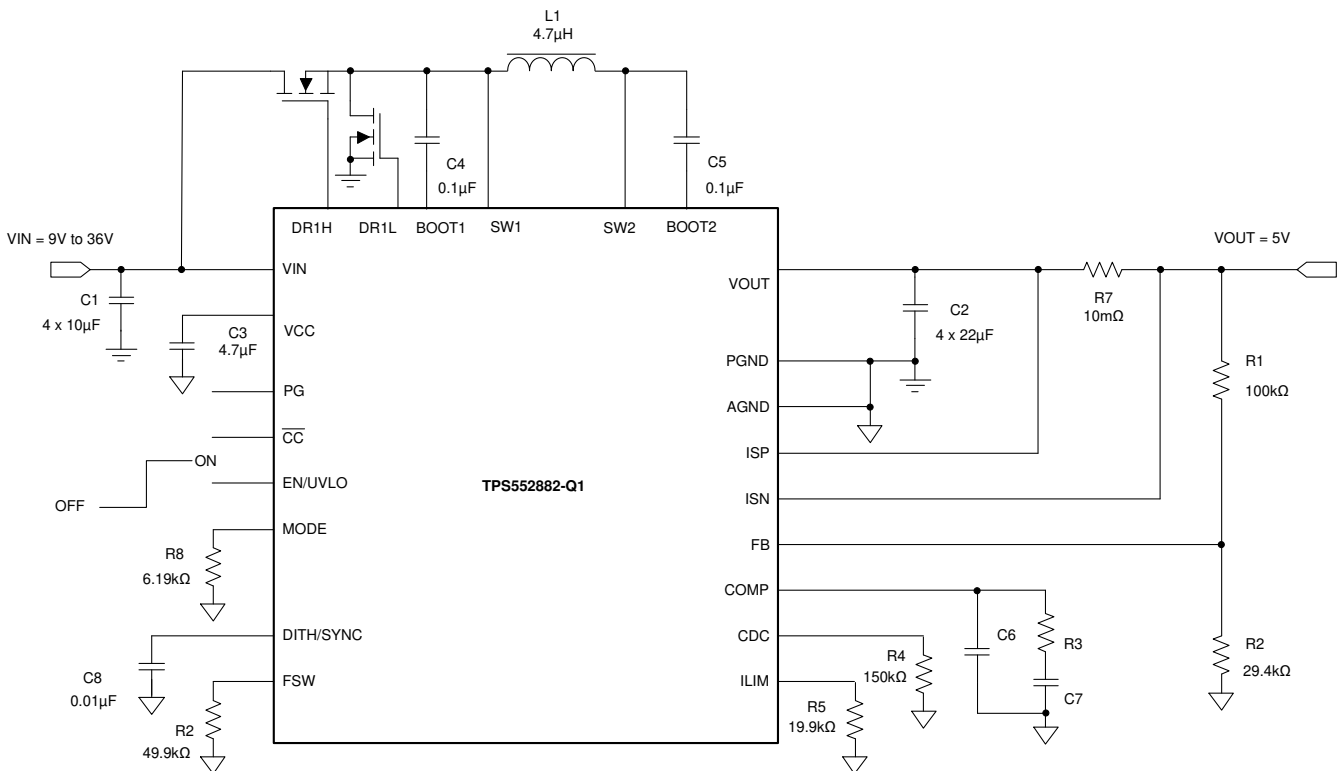 L1
4.7µH
C4
0.1µF
C5
0.1µF
DR1H
DR1L
BOOT1
SW1
SW2
BOOT2
VIN = 9V to 36V
VOUT = 5V
C1
4 x 10µF
VIN
C3
4.7µF
VCC
PG
CC
ON
OFF
EN/UVLO
MODE
R8
6.19kΩ
DITH/SYNC
C8
0.01µF
FSW
R2
49.9kΩ
TPS552882-Q1
VOUT
R7
10mΩ
C2
4 x 22µF
PGND
AGND
ISP
ISN
FB
R1
100kΩ
COMP
C6
R3
C7
CDC
R4
150kΩ
R2
29.4kΩ
ILIM
R5
19.9kΩ